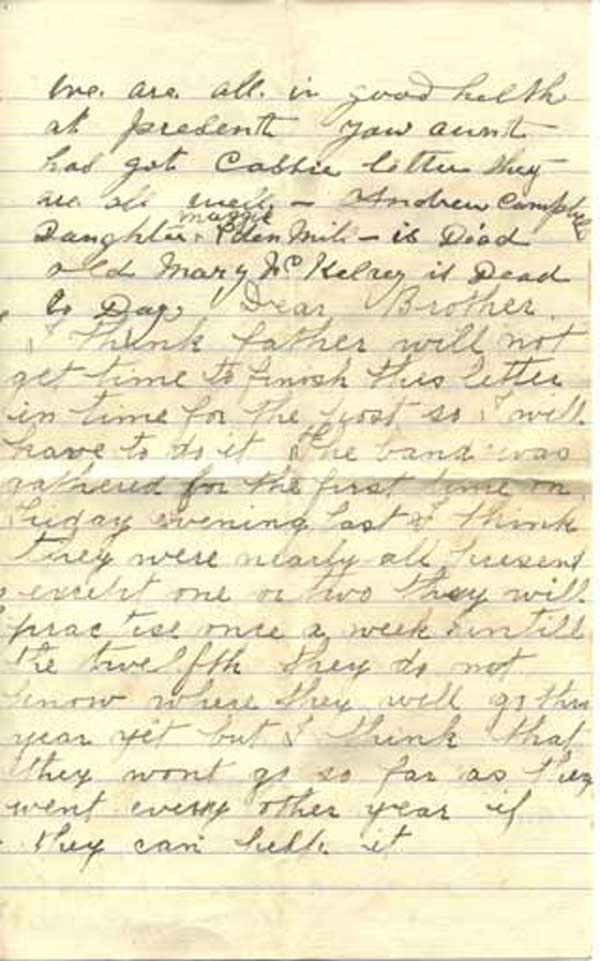 We. are. all. in good helth
at present yaw aunt
has got Cassie letter they
are all well, – Andrew Campbell
maggie
Daughter. Eden Mill – is Dead
old Mary Mc Kelvey is Dead
to Day, Dear Brother.
I think father will not
get time to finish this letter
in time for the post so I will
have to do it the band was
gathered for the first time on
Friday evening last & I think
they were nearly all present
except one or two they will
practise once a week untill
the twelfth they do not
know where they will go this
year yet but I think that
they wont go so far as they
went every other year if
they can help it